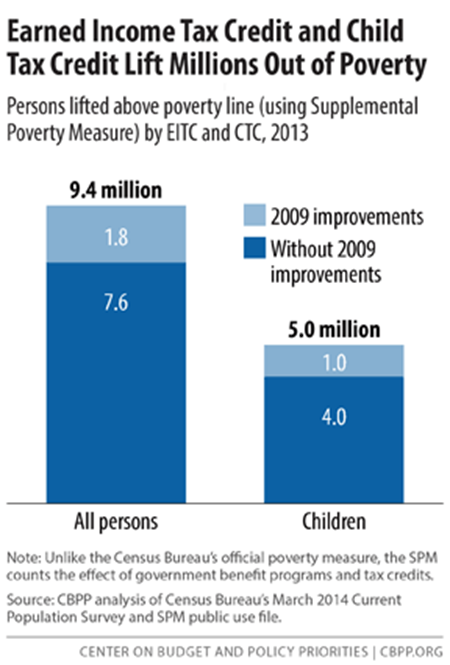 Earned Income Tax Credit and Child
Tax Credit Lift Millions Out of Poverty
Persons lifted above poverty line (using Supplemental
Poverty Measure) by EITC and CTC, 2013
9.4 million
1.8
7.6
2009 improvements
Without 2009
improvements
5.0 million
1.0
4.0
All persons
Children
Note: Unlike the Census Bureau's official poverty measure, the SPM
counts the effect of government benefit programs and tax credits.
Source: CBPP analysis of Census Bureau's March 2014 Current
Population Survey and SPM public use file.
CENTER ON BUDGET AND POLICY PRIORITIES | CBPP.ORG